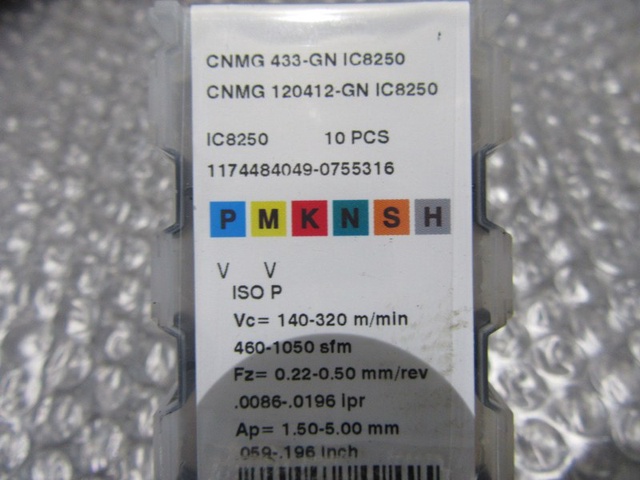 CNMG 433-GN IC8250
CNMG 120412-GN IC8250
IC8250 10 PCS
1174484049-0755316
P M K N S H
V V
ISO P
Vc= 140-320 m/min
460-1050 sfm
Fz= 0.22-0.50 mm/rev
.0086-.0196 ipr
Ap= 1.50-5.00 mm
.059-.196 inch